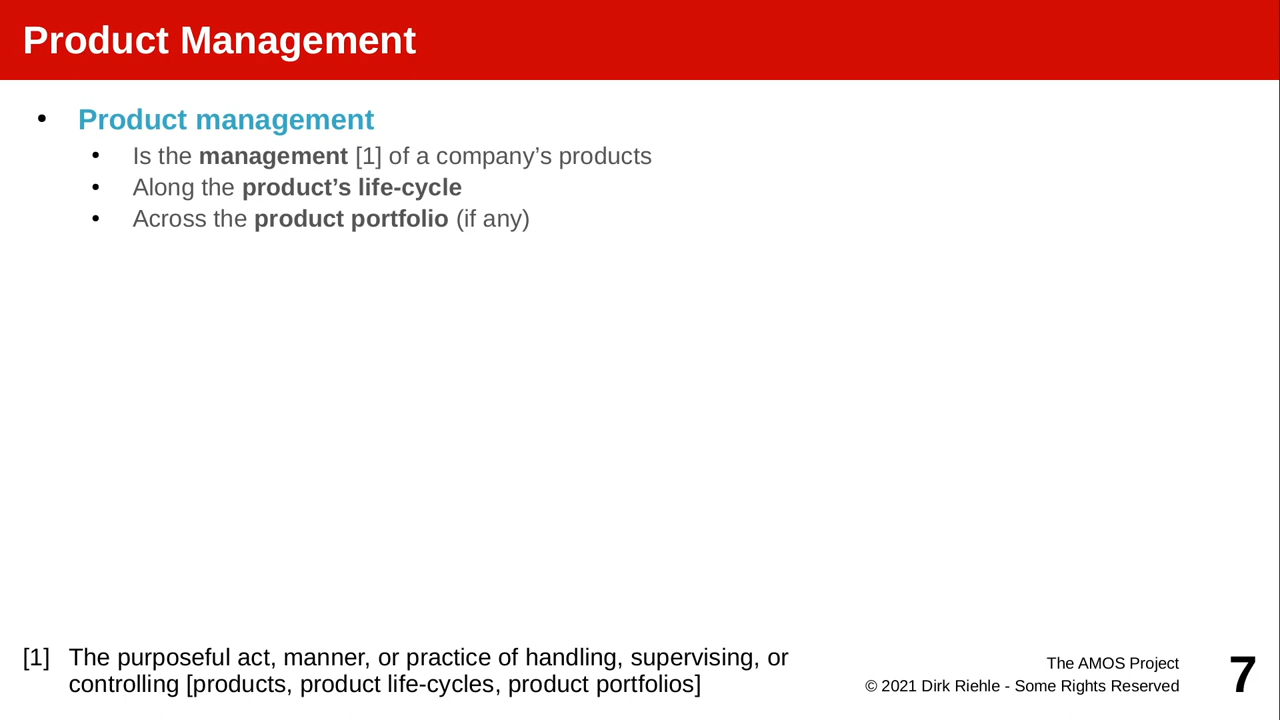 Product Management
• Product management
• Is the management [1] of a company’s products
• Along the product’s life-cycle
• Across the product portfolio (if any)
[1] The purposeful act, manner, or practice of handling, supervising, or
controlling [products, product life-cycles, product portfolios]
The AMOS Project
© 2021 Dirk Riehle - Some Rights Reserved
7